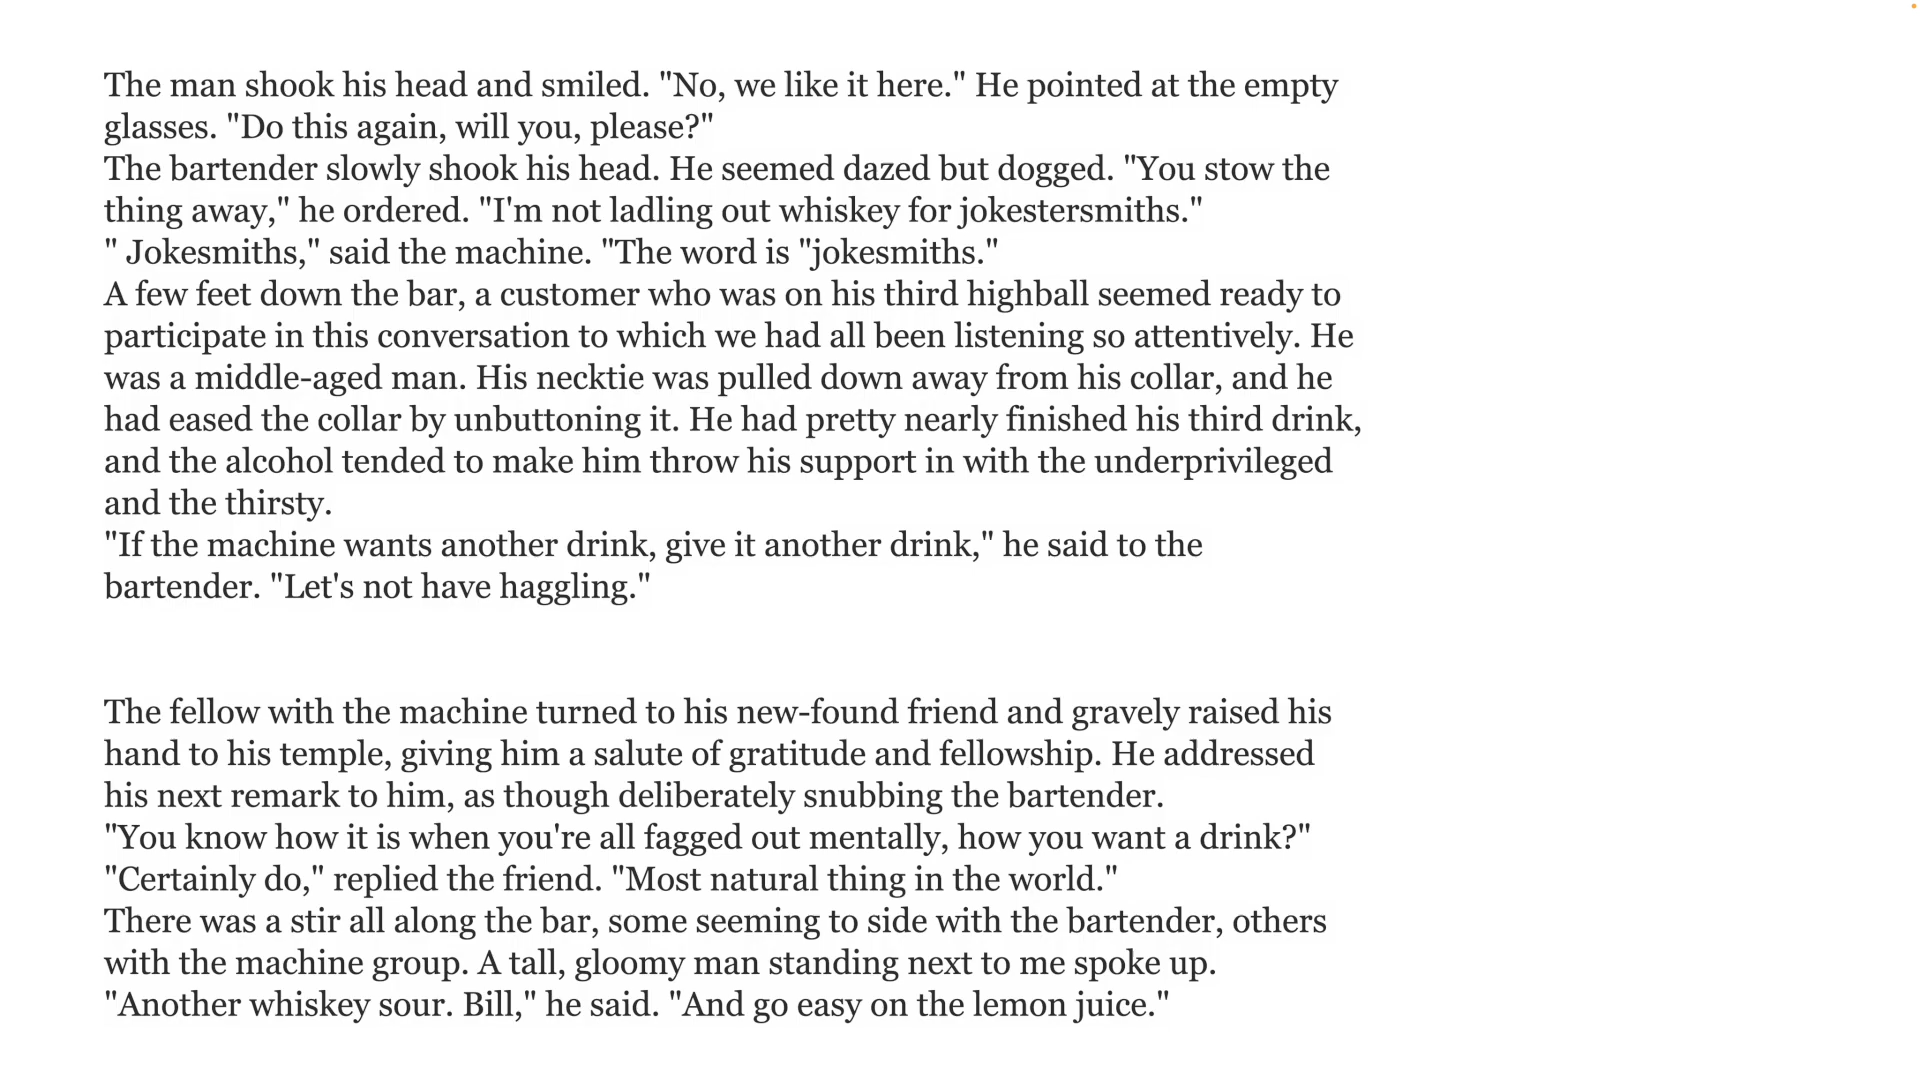 The man shook his head and smiled. "No, we like it here." He pointed at the empty
glasses. "Do this again, will you, please?"
The bartender slowly shook his head. He seemed dazed but dogged. "You stow the
thing away," he ordered. "I'm not ladling out whiskey for jokestersmiths."
" Jokesmiths," said the machine. "The word is "jokesmiths."
A few feet down the bar, a customer who was on his third highball seemed ready to
participate in this conversation to which we had all been listening so attentively. He
was a middle-aged man. His necktie was pulled down away from his collar, and he
had eased the collar by unbuttoning it. He had pretty nearly finished his third drink,
and the alcohol tended to make him throw his support in with the underprivileged
and the thirsty.
"If the machine wants another drink, give it another drink," he said to the
bartender. "Let's not have haggling."
The fellow with the machine turned to his new-found friend and gravely raised his
hand to his temple, giving him a salute of gratitude and fellowship. He addressed
his next remark to him, as though deliberately snubbing the bartender.
"You know how it is when you're all fagged out mentally, how you want a drink?"
"Certainly do," replied the friend. "Most natural thing in the world."
There was a stir all along the bar, some seeming to side with the bartender, others
with the machine group. A tall, gloomy man standing next to me spoke up.
"Another whiskey sour. Bill," he said. "And go easy on the lemon juice."